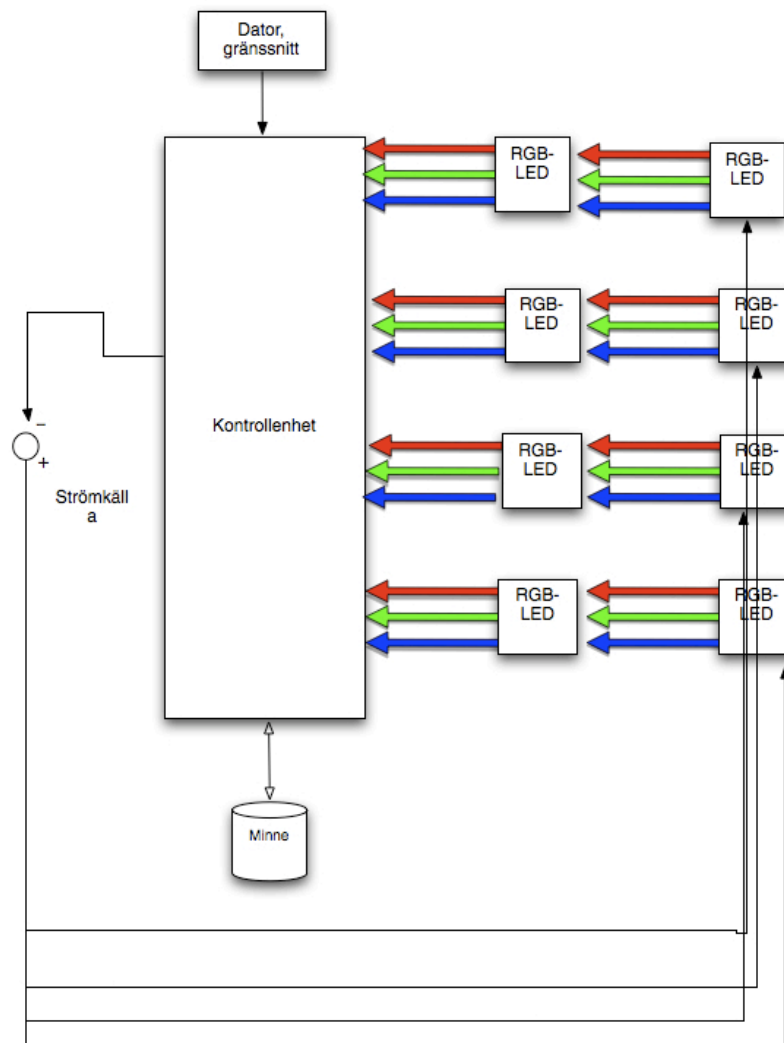 Dator,
gränssnitt
RGB-
LED
RGB-
LED
RGB-
LED
RGB-
LED
Kontrollenhet
−
+
Strömkäll
a
RGB-
LED
RGB-
LED
RGB-
LED
RGB-
LED
Minne